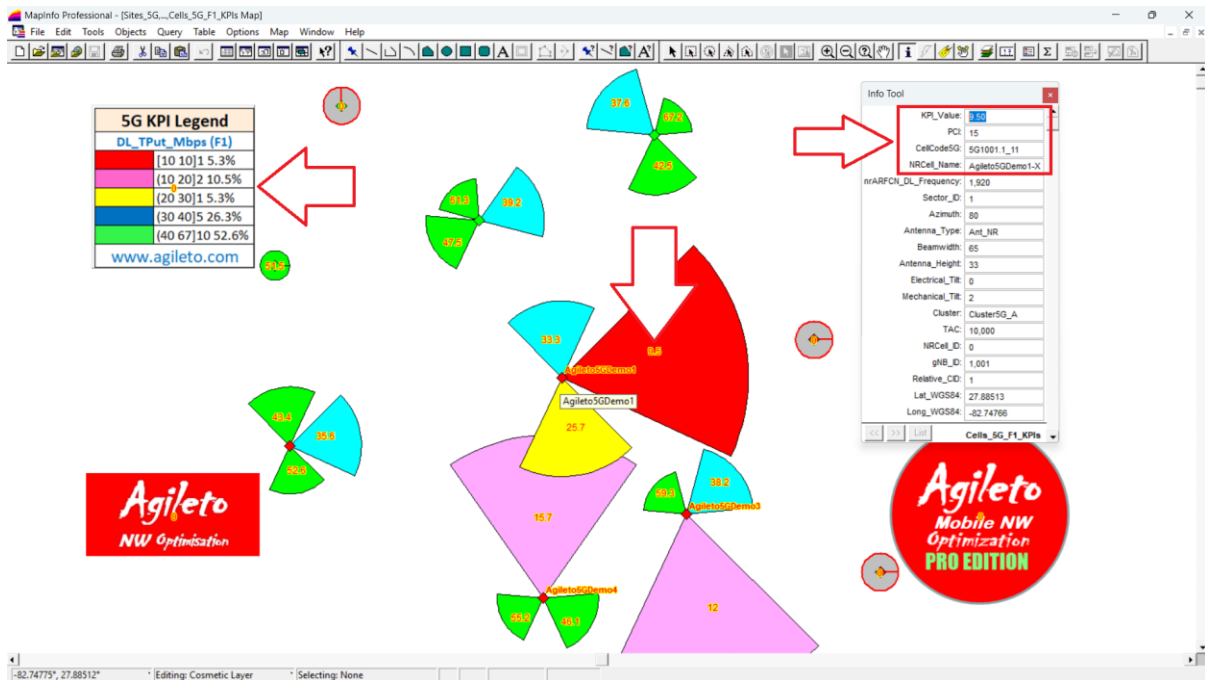 MapInfo Professional - [Sites_5G,...,Cells_5G_F1_KPIs Map]
File Edit Tools Objects Query Table Options Map Window Help
5G KPI Legend
DL_TPut_Mbps (F1)
[10 10]1 5.3%
(10 20]2 10.5%
(20 30]1 5.3%
0
(30 40]5 26.3%
(40 67]10 52.6%
www.agileto.com
37.6
67.2
42.5
51.3
39.2
47.5
51.5
33.3
9.5
Agileto5GDemo1
Agileto5GDemo1
25.7
43.4
35.6
52.6
15.7
59.3
38.2
Agileto5GDemo3
12
Agileto5GDemo4
55.2
46.1
Agileto
0
NW Optimisation
Info Tool
KPI_Value: 9.50
PCI: 15
CellCode5G: 5G1001.1_11
NRCell_Name: Agileto5GDemo1-X
nrARFCN_DL_Frequency: 1,920
Sector_ID: 1
Azimuth: 80
Antenna_Type: Ant_NR
Beamwidth: 65
Antenna_Height: 33
Electrical_Tilt: 0
Mechanical_Tilt: 2
Cluster: Cluster5G_A
TAC: 10,000
NRCell_ID: 0
gNB_ID: 1,001
Relative_CID: 1
Lat_WGS84: 27.88513
Long_WGS84: -82.74766
<< >> List Cells_5G_F1_KPIs
Agileto
Mobile NW
Optimization
PRO EDITION
-82.74775°, 27.88512° Editing: Cosmetic Layer Selecting: None